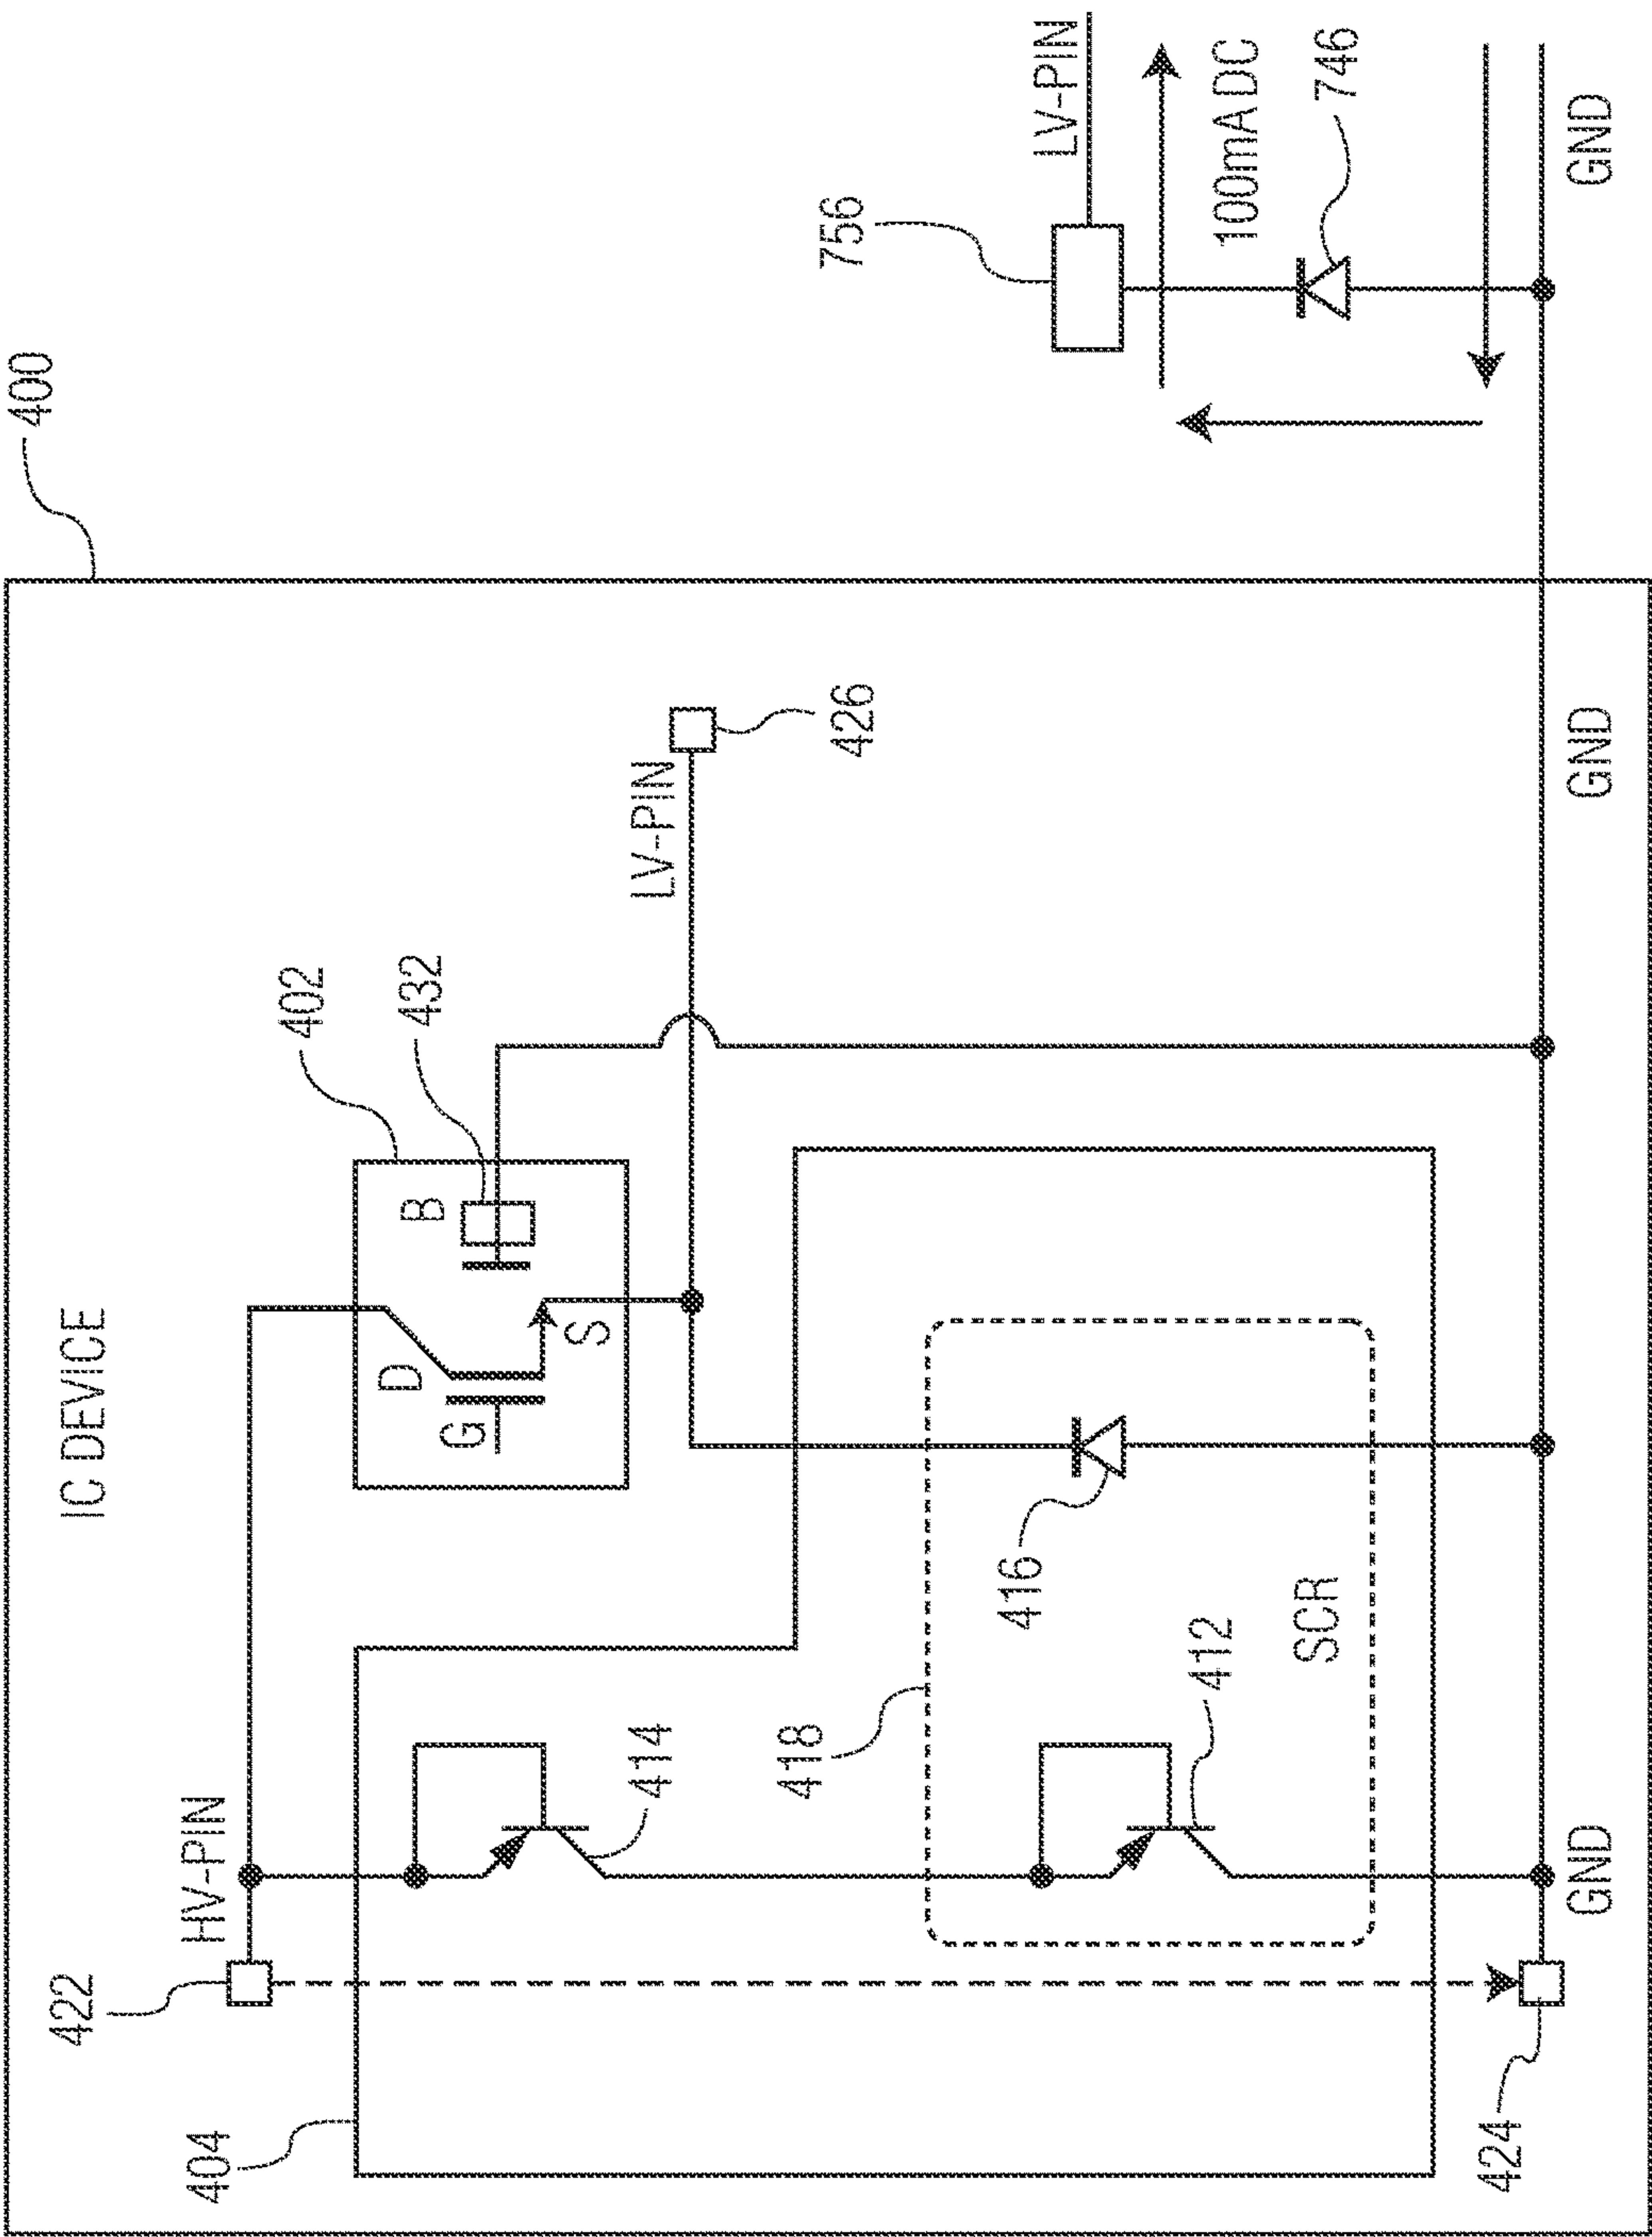 400
IC DEVICE
422
HV-PIN
404
402
432
D
B
G
S
414
LV-PIN
426
418
416
412
SCR
424
GND
GND
756
LV-PIN
100mA DC
746
GND